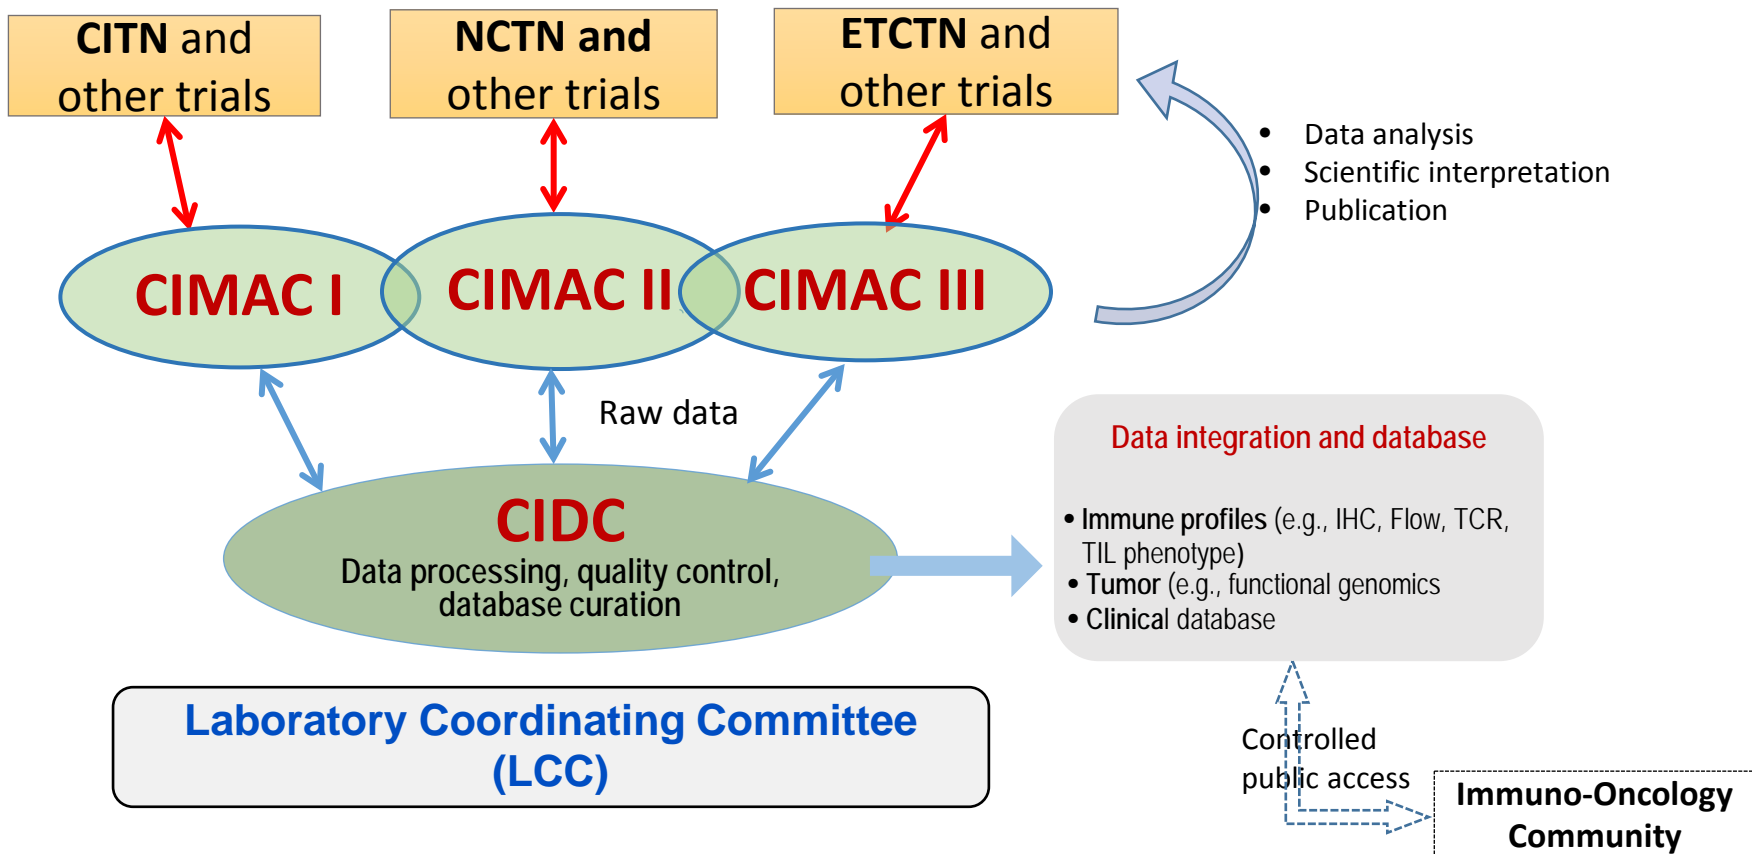 CITN and
other trials
NCTN and
other trials
ETCTN and
other trials
• Data analysis
• Scientific interpretation
• Publication
CIMAC I
CIMAC II
CIMAC III
Raw data
CIDC
Data processing, quality control,
database curation
Data integration and database
• Immune profiles (e.g., IHC, Flow, TCR,
TIL phenotype)
• Tumor (e.g., functional genomics
• Clinical database
Laboratory Coordinating Committee
(LCC)
Controlled
public access
Immuno-Oncology
Community